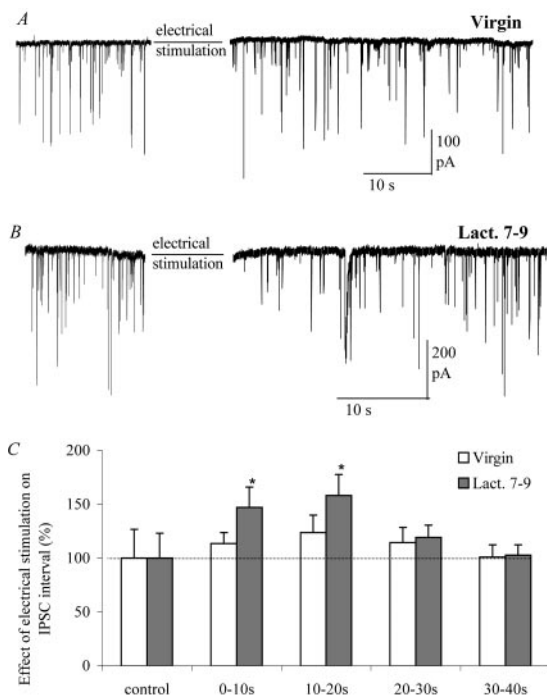 A
electrical
stimulation
Virgin
100
pA
10 s
B
electrical
stimulation
Lact. 7-9
200
pA
10 s
C
Effect of electrical stimulation on
IPSC interval (%)
200
150
100
50
0
Virgin
Lact. 7-9
*
*
control 0-10s 10-20s 20-30s 30-40s